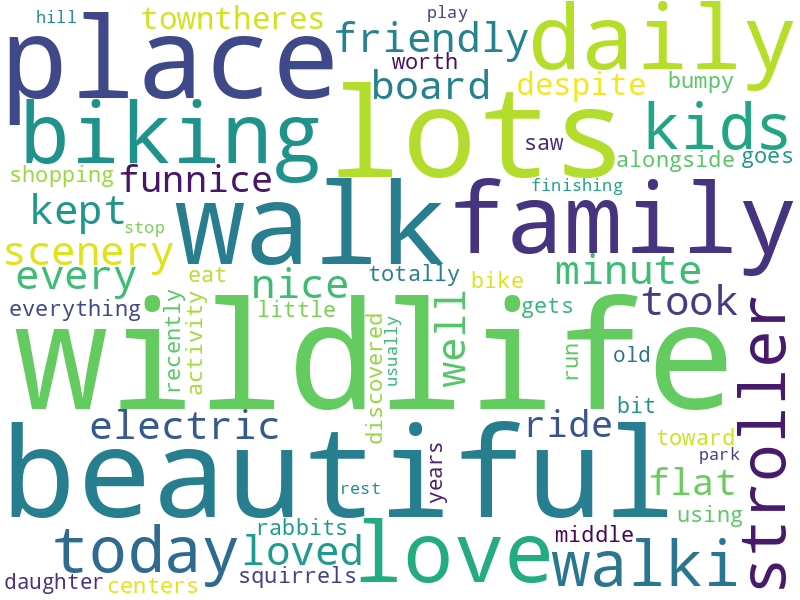 hill
towntheres
play
place
friendly
daily
worth
board
despite
bumpy
lots
biking
kids
saw
alongside
goes
shopping
funnice
walk
family
finishing
kept
stop
scenery
every
eat
nice
totally
bike
minute
everything
recently
activity
little
well
gets
took
stroller
wildlife
discovered
usually
run
old
electric
beautiful
ride
bit
toward
park
years
rest
flat
using
today
rabbits
loved
squirrels
love
middle
walki
daughter
centers